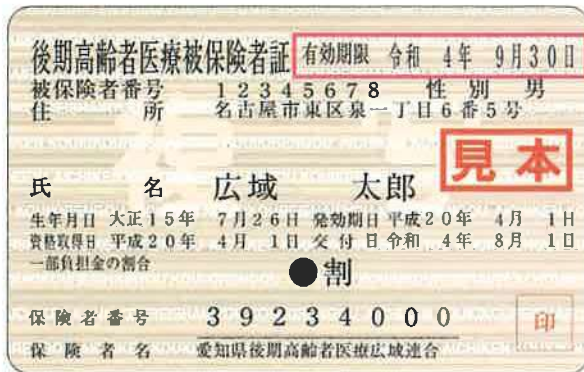 後期高齢者医療被保険者証 有効期限 令和 4年 9月30日
被保険者番号 12345678 性別 男
住所 名古屋市東区泉一丁目6番5号
見本
氏名 広域 太郎
生年月日 大正15年 7月26日 発効期日 平成20年 4月 1日
資格取得日 平成20年 4月 1日 交付日 令和 4年 8月 1日
一部負担金の割合
●割
保険者番号 39234000
保険者名 愛知県後期高齢者医療広域連合
印